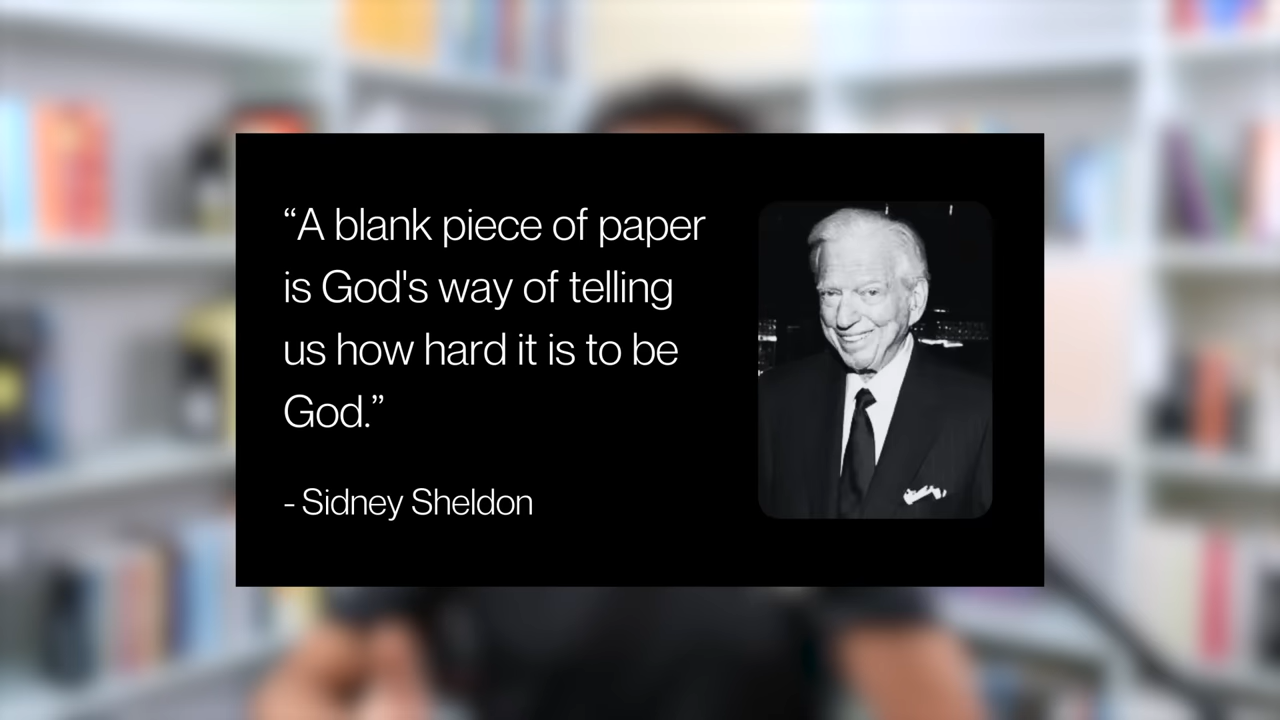 “A blank piece of paper
is God's way of telling
us how hard it is to be
God.”
- Sidney Sheldon